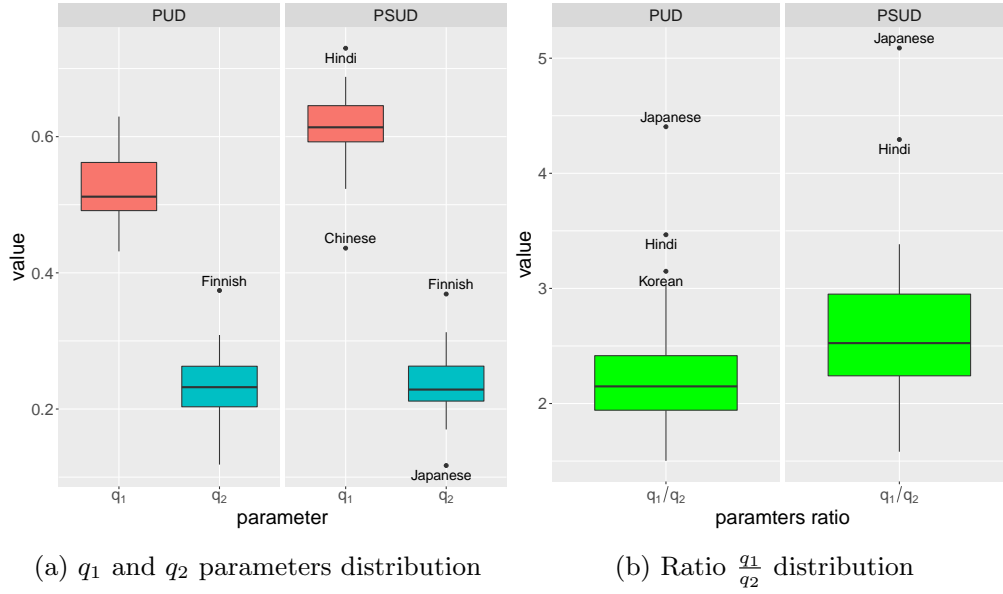 PUD
PSUD
Hindi
Chinese
Finnish
Finnish
Japanese
0.6
0.4
0.2
value
q₁
q₂
q₁
q₂
parameter
(a) q₁ and q₂ parameters distribution
PUD
PSUD
Japanese
Japanese
Hindi
Hindi
Korean
5
4
3
2
value
q₁/q₂
q₁/q₂
paramters ratio
(b) Ratio q₁/q₂ distribution